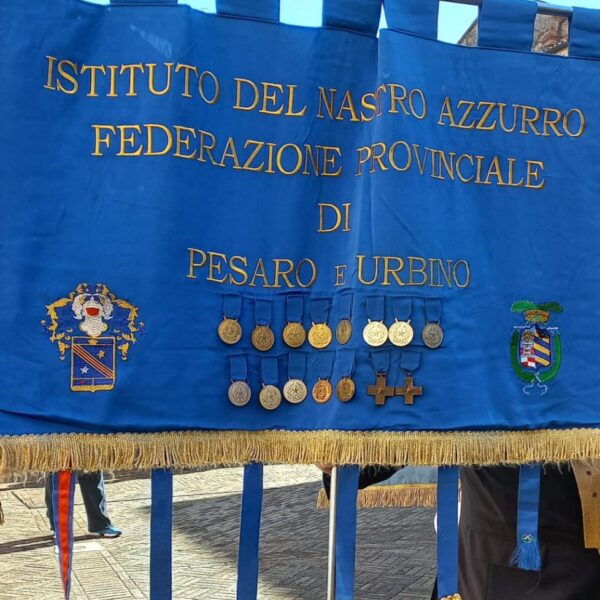 ISTITUTO DEL NASTRO AZZURRO
FEDERAZIONE PROVINCIALE
DI
PESARO E URBINO